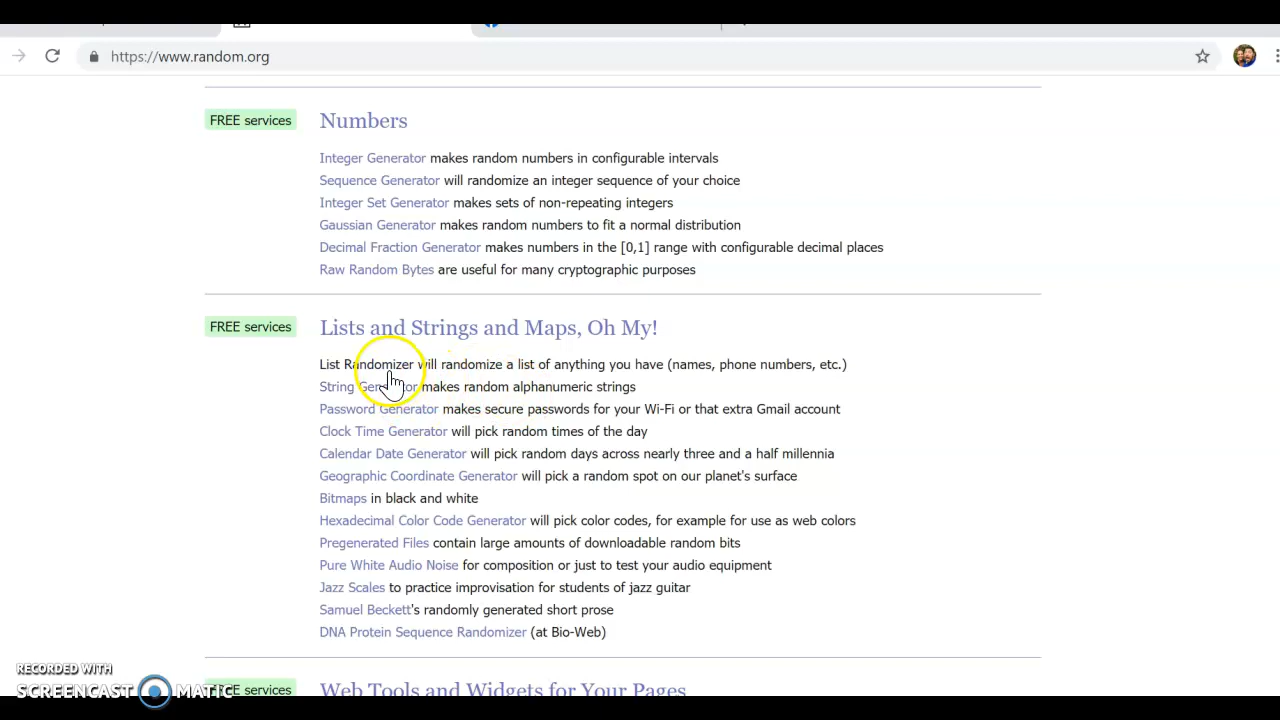 https://www.random.org
FREE services
Numbers
Integer Generator makes random numbers in configurable intervals
Sequence Generator will randomize an integer sequence of your choice
Integer Set Generator makes sets of non-repeating integers
Gaussian Generator makes random numbers to fit a normal distribution
Decimal Fraction Generator makes numbers in the [0,1] range with configurable decimal places
Raw Random Bytes are useful for many cryptographic purposes
FREE services
Lists and Strings and Maps, Oh My!
List Randomizer will randomize a list of anything you have (names, phone numbers, etc.)
String Generator makes random alphanumeric strings
Password Generator makes secure passwords for your Wi-Fi or that extra Gmail account
Clock Time Generator will pick random times of the day
Calendar Date Generator will pick random days across nearly three and a half millennia
Geographic Coordinate Generator will pick a random spot on our planet's surface
Bitmaps in black and white
Hexadecimal Color Code Generator will pick color codes, for example for use as web colors
Pregenerated Files contain large amounts of downloadable random bits
Pure White Audio Noise for composition or just to test your audio equipment
Jazz Scales to practice improvisation for students of jazz guitar
Samuel Beckett's randomly generated short prose
DNA Protein Sequence Randomizer (at Bio-Web)
FREE services
Web Tools and Widgets for Your Pages
RECORDED WITH
SCREENCAST MATIC